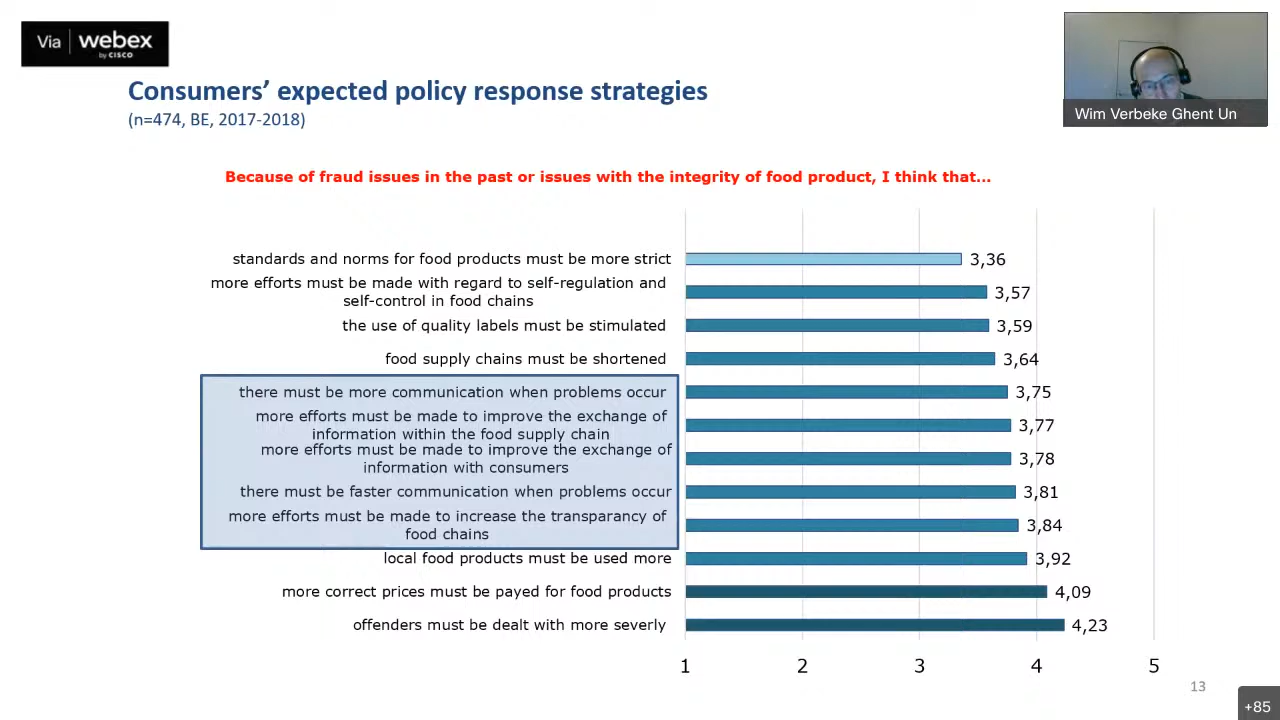 Via webex
by CISCO
Wim Verbeke Ghent Un
Consumers’ expected policy response strategies
(n=474, BE, 2017-2018)
Because of fraud issues in the past or issues with the integrity of food product, I think that...
standards and norms for food products must be more strict 3,36
more efforts must be made with regard to self-regulation and
self-control in food chains 3,57
the use of quality labels must be stimulated 3,59
food supply chains must be shortened 3,64
there must be more communication when problems occur 3,75
more efforts must be made to improve the exchange of
information within the food supply chain 3,77
more efforts must be made to improve the exchange of
information with consumers 3,78
there must be faster communication when problems occur 3,81
more efforts must be made to increase the transparancy of
food chains 3,84
local food products must be used more 3,92
more correct prices must be payed for food products 4,09
offenders must be dealt with more severly 4,23
1 2 3 4 5
13
+85